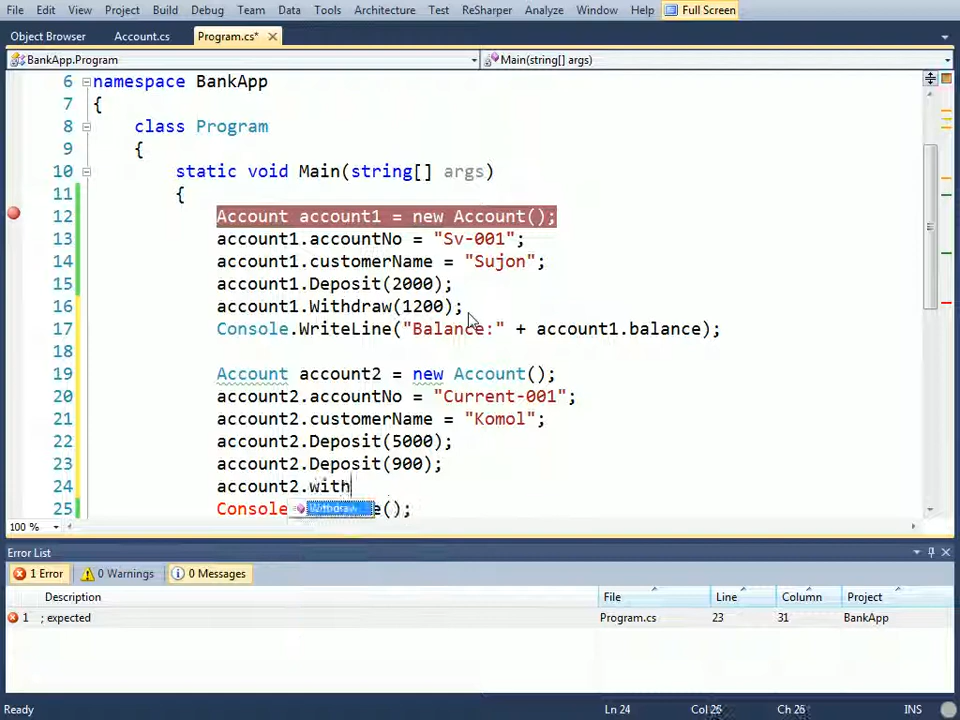 File Edit View Project Build Debug Team Data Tools Architecture Test ReSharper Analyze Window Help Full Screen
Object Browser Account.cs Program.cs*
BankApp.Program Main(string[] args)
6 namespace BankApp
7 {
8 class Program
9 {
10 static void Main(string[] args)
11 {
12 Account account1 = new Account();
13 account1.accountNo = "Sv-001";
14 account1.customerName = "Sujon";
15 account1.Deposit(2000);
16 account1.Withdraw(1200);
17 Console.WriteLine("Balance:" + account1.balance);
18
19 Account account2 = new Account();
20 account2.accountNo = "Current-001";
21 account2.customerName = "Komol";
22 account2.Deposit(5000);
23 account2.Deposit(900);
24 account2.with
25 Console Withdraw e();
100 %
Error List
1 Error 0 Warnings 0 Messages
Description File Line Column Project
1 ; expected Program.cs 23 31 BankApp
Ready Ln 24 Col 26 Ch 26 INS